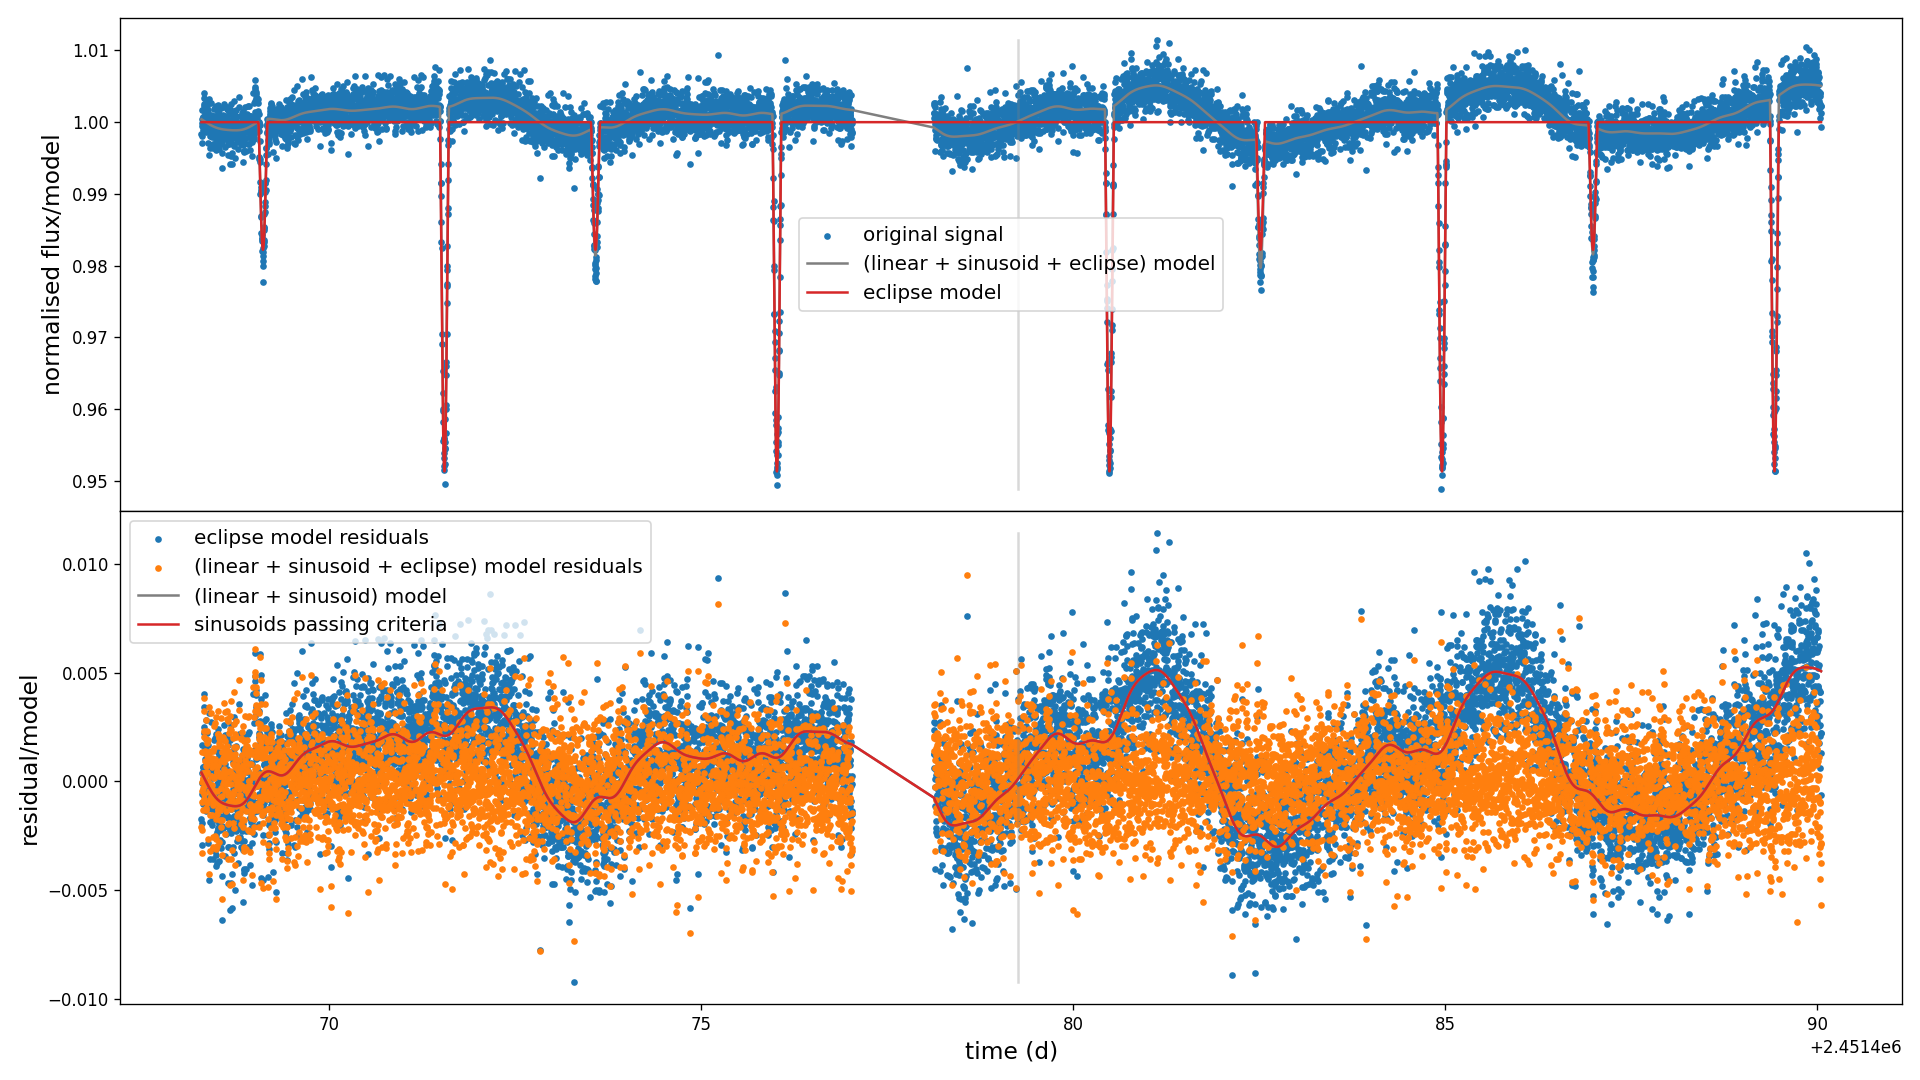 1.01
1.00
0.99
0.98
0.97
0.96
0.95
normalised flux/model
original signal
(linear + sinusoid + eclipse) model
eclipse model
eclipse model residuals
(linear + sinusoid + eclipse) model residuals
(linear + sinusoid) model
sinusoids passing criteria
0.010
0.005
0.000
−0.005
−0.010
residual/model
70
75
80
85
90
time (d)
+2.4514e6